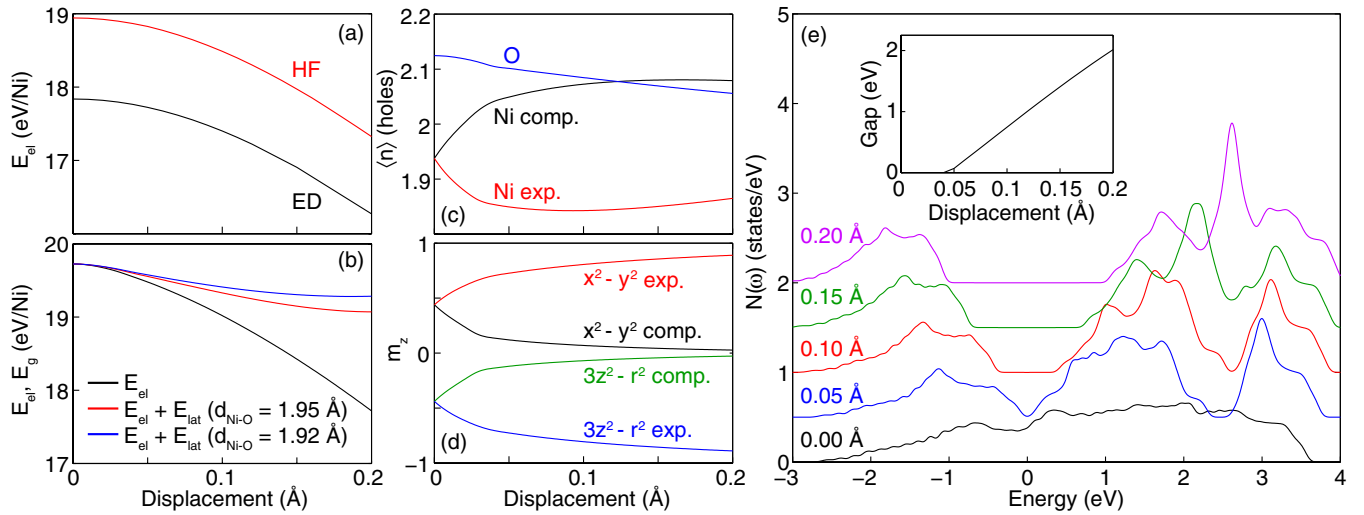 (a)
E_el (eV/Ni)
19
18
17
HF
ED
(b)
E_el, E_g (eV/Ni)
20
19
18
17
E_el
E_el + E_lat (d_Ni-O = 1.95 Å)
E_el + E_lat (d_Ni-O = 1.92 Å)
0
0.1
0.2
Displacement (Å)
(c)
⟨n⟩ (holes)
2.2
2.1
2
1.9
O
Ni comp.
Ni exp.
(d)
m_z
1
0
−1
x² - y² exp.
x² - y² comp.
3z² - r² comp.
3z² - r² exp.
0
0.1
0.2
Displacement (Å)
(e)
N(ω) (states/eV)
5
4
3
2
1
0
0.20 Å
0.15 Å
0.10 Å
0.05 Å
0.00 Å
−3 −2 −1 0 1 2 3 4
Energy (eV)
Gap (eV)
2
1
0
0 0.05 0.1 0.15 0.2
Displacement (Å)